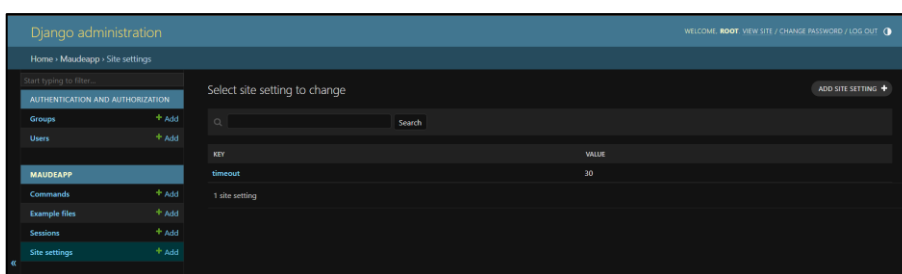 Django administration
WELCOME, ROOT. VIEW SITE / CHANGE PASSWORD / LOG OUT
Home › Maudeapp › Site settings
Start typing to filter...
AUTHENTICATION AND AUTHORIZATION
Groups + Add
Users + Add
MAUDEAPP
Commands + Add
Example files + Add
Sessions + Add
Site settings + Add
«
Select site setting to change
ADD SITE SETTING +
Search
KEY VALUE
timeout 30
1 site setting